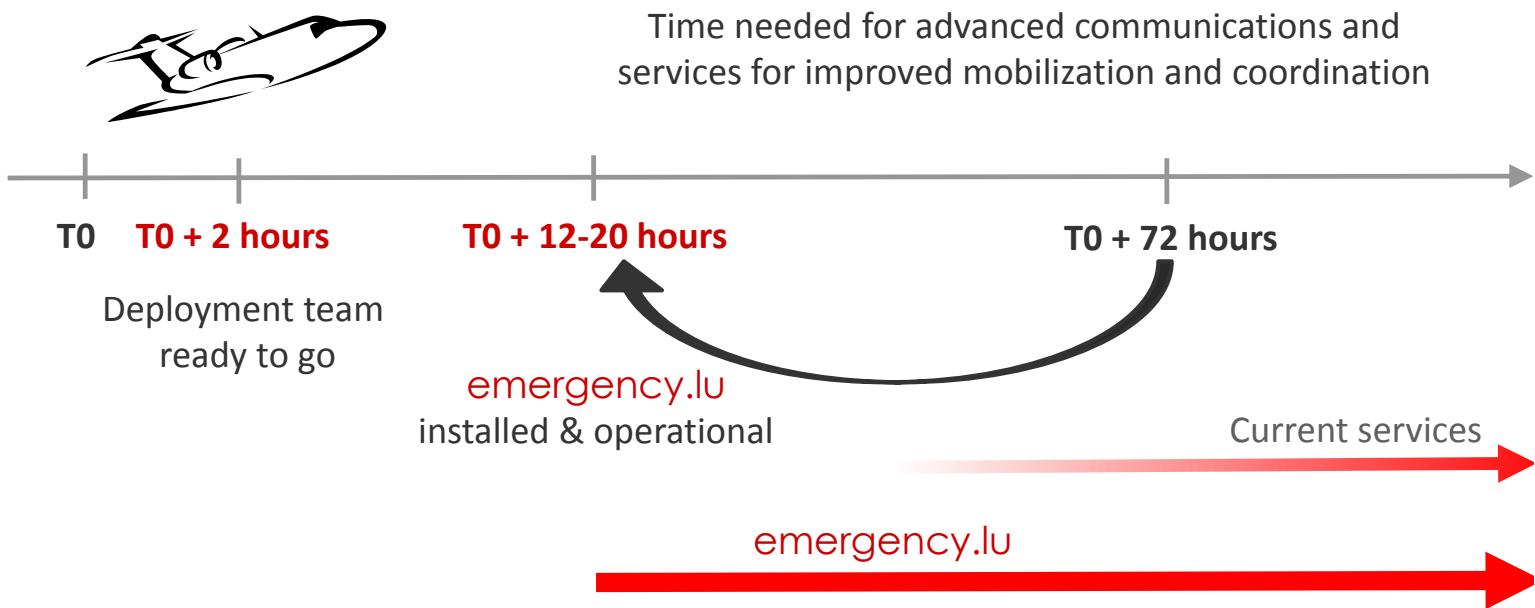 Time needed for advanced communications and
services for improved mobilization and coordination
T0
T0 + 2 hours
T0 + 12-20 hours
T0 + 72 hours
Deployment team
ready to go
emergency.lu
installed & operational
Current services
emergency.lu